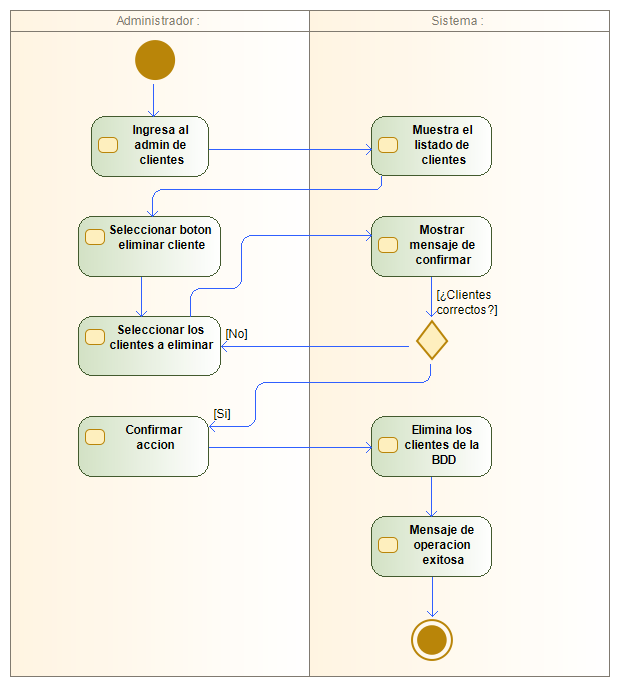 Administrador :
Sistema :
Ingresa al
admin de
clientes
Muestra el
listado de
clientes
Seleccionar boton
eliminar cliente
Mostrar
mensaje de
confirmar
[¿Clientes
correctos?]
Seleccionar los
clientes a eliminar
[No]
[Si]
Confirmar
accion
Elimina los
clientes de la
BDD
Mensaje de
operacion
exitosa